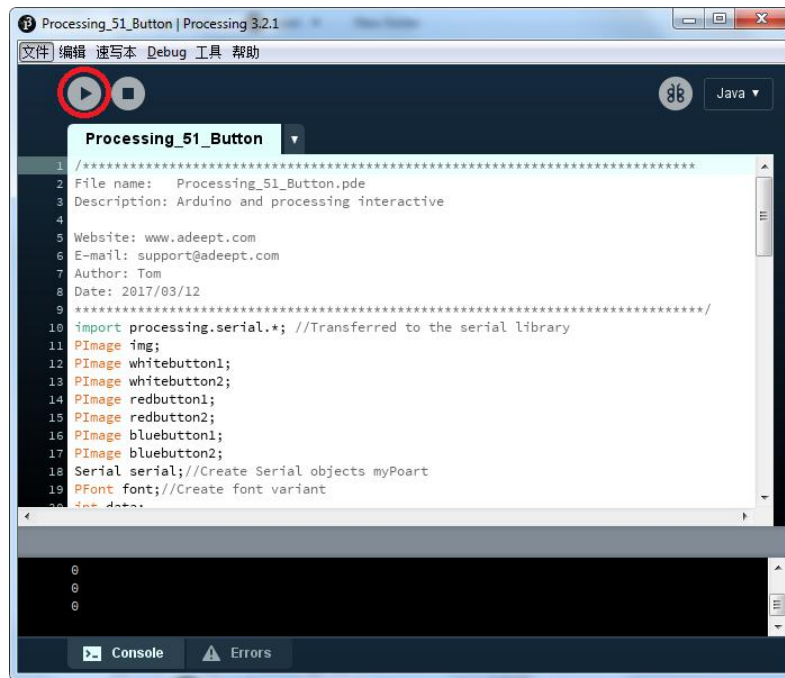 Processing_51_Button | Processing 3.2.1
文件 编辑 速写本 Debug 工具 帮助
Java ▼
Processing_51_Button ▼
1 /******************************************************************************
2 File name: Processing_51_Button.pde
3 Description: Arduino and processing interactive
4
5 Website: www.adeept.com
6 E-mail: support@adeept.com
7 Author: Tom
8 Date: 2017/03/12
9 ********************************************************************************/
10 import processing.serial.*; //Transferred to the serial library
11 PImage img;
12 PImage whitebutton1;
13 PImage whitebutton2;
14 PImage redbutton1;
15 PImage redbutton2;
16 PImage bluebutton1;
17 PImage bluebutton2;
18 Serial serial;//Create Serial objects myPoart
19 PFont font;//Create font variant
20 int data;
0
0
0
Console Errors